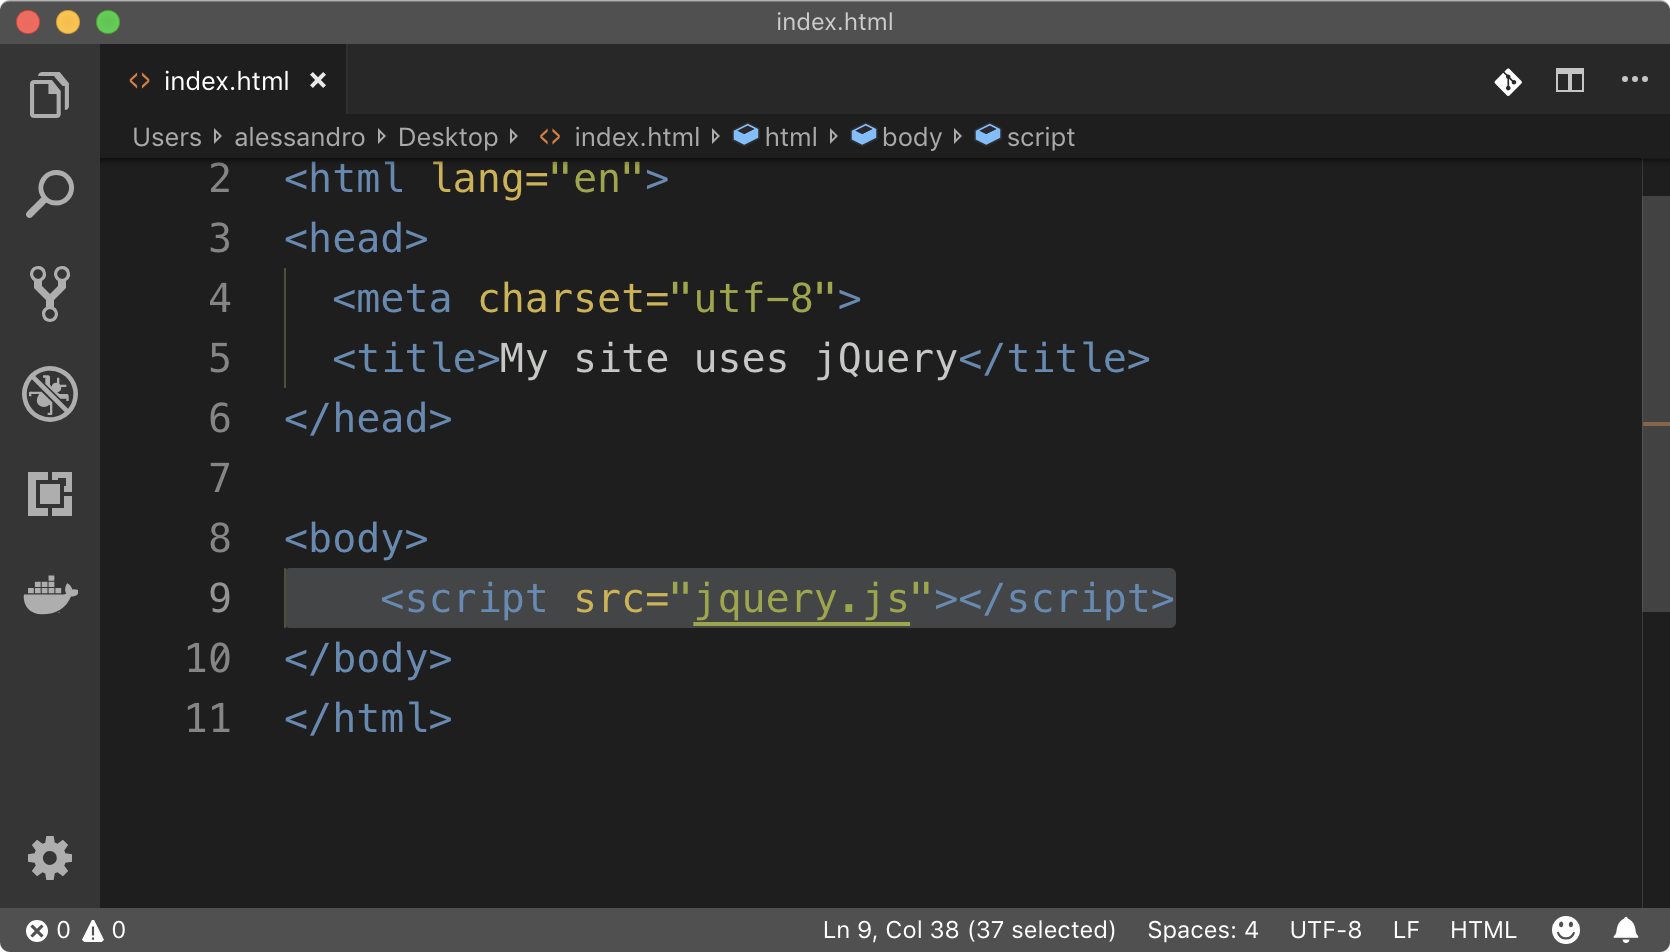 index.html
<> index.html ×
Users ▸ alessandro ▸ Desktop ▸ <> index.html ▸ html ▸ body ▸ script
2 <html lang="en">
3 <head>
4 <meta charset="utf-8">
5 <title>My site uses jQuery</title>
6 </head>
7
8 <body>
9 <script src="jquery.js"></script>
10 </body>
11 </html>
0 0 Ln 9, Col 38 (37 selected) Spaces: 4 UTF-8 LF HTML